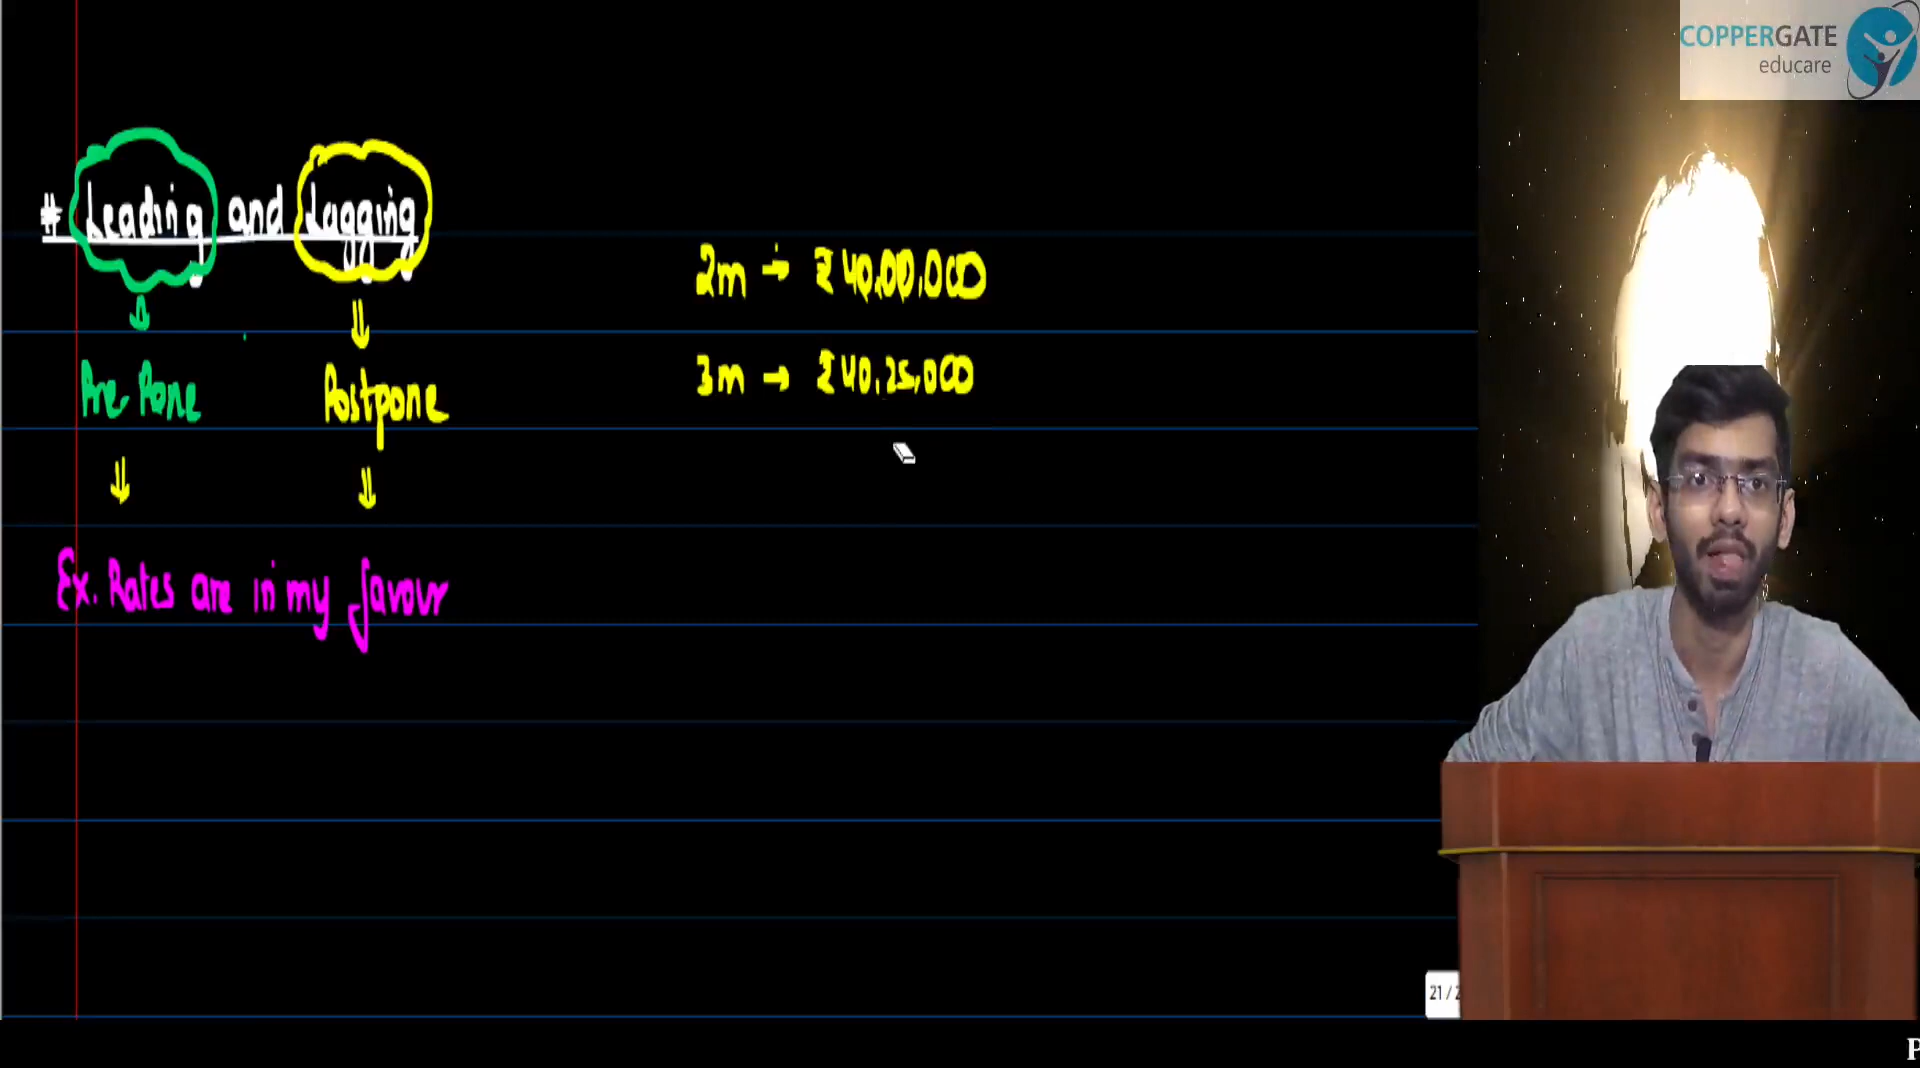 COPPERGATE
educare
# Leading and Lagging
Pre Pone
Postpone
Ex. Rates are in my favour
2m → ₹ 40,00,000
3m → ₹ 40,25,000
21 / 2
P